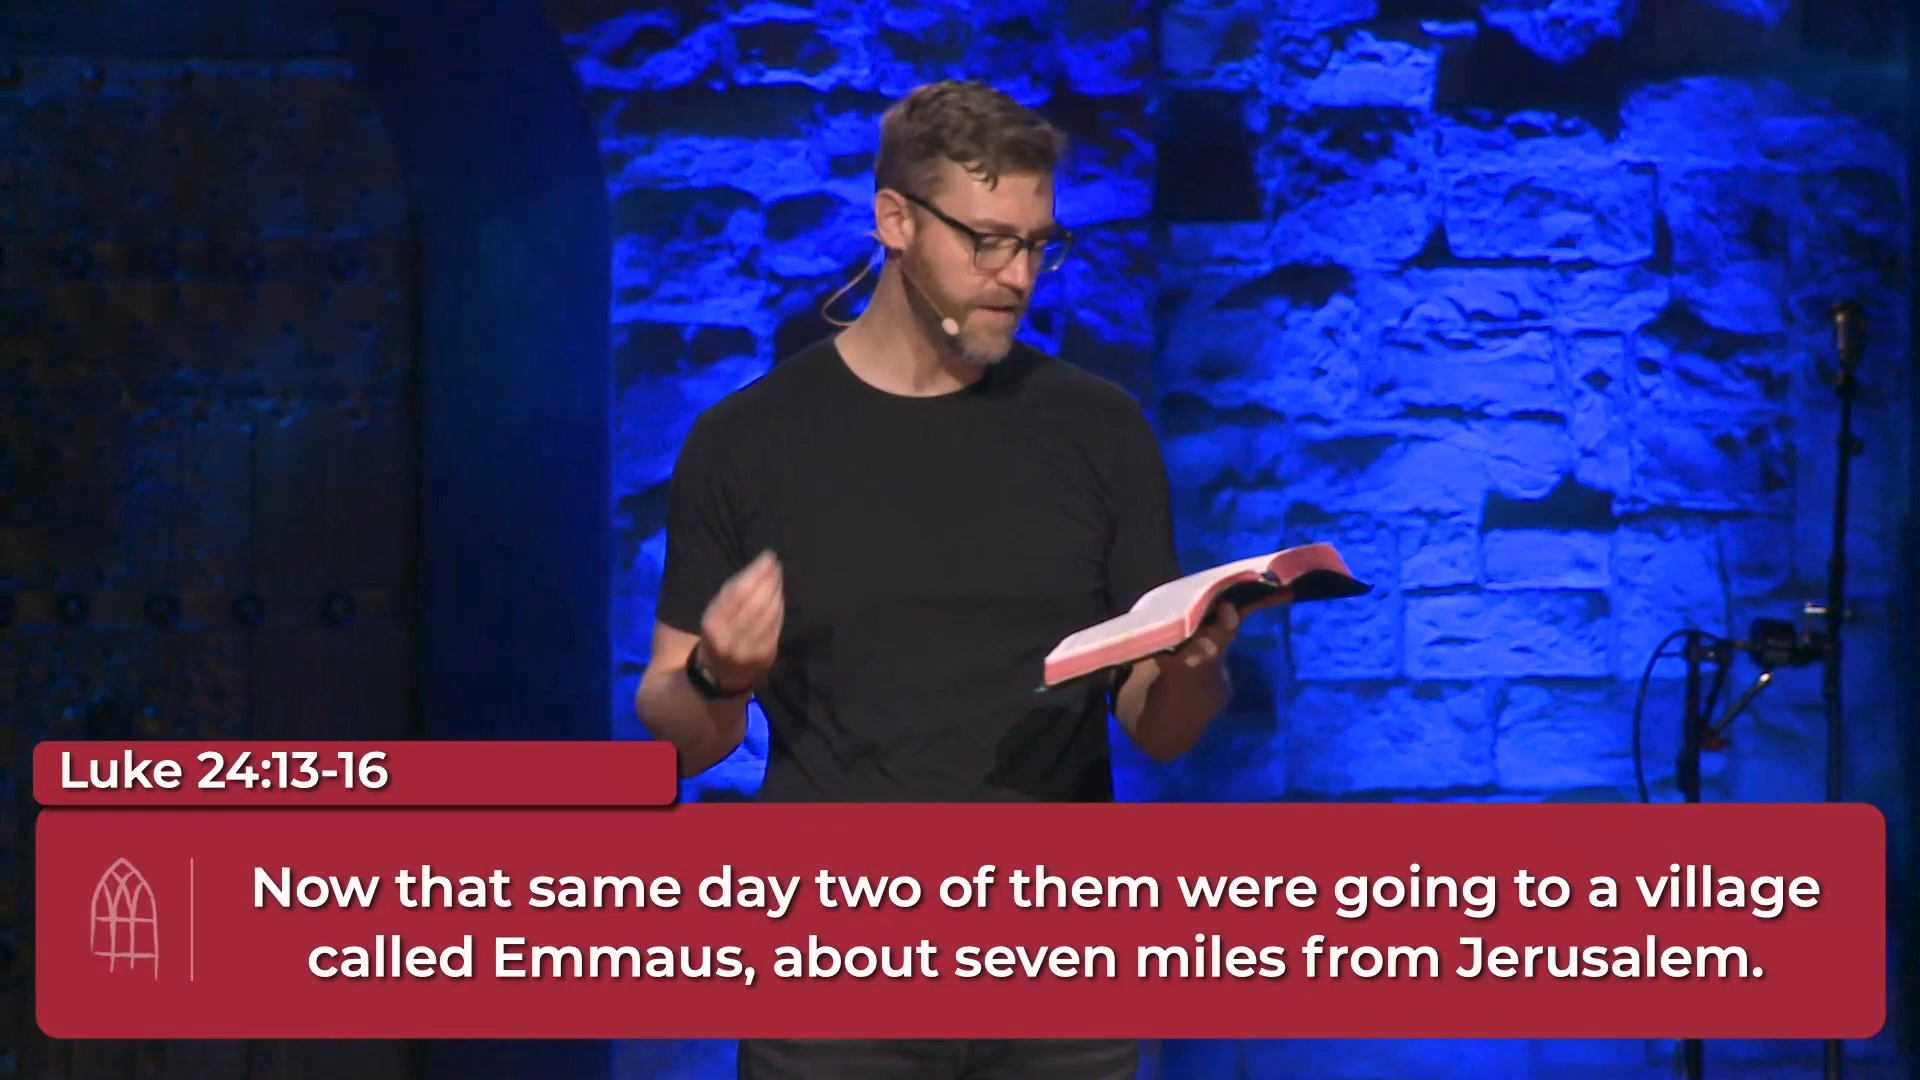 Luke 24:13-16
Now that same day two of them were going to a village
called Emmaus, about seven miles from Jerusalem.